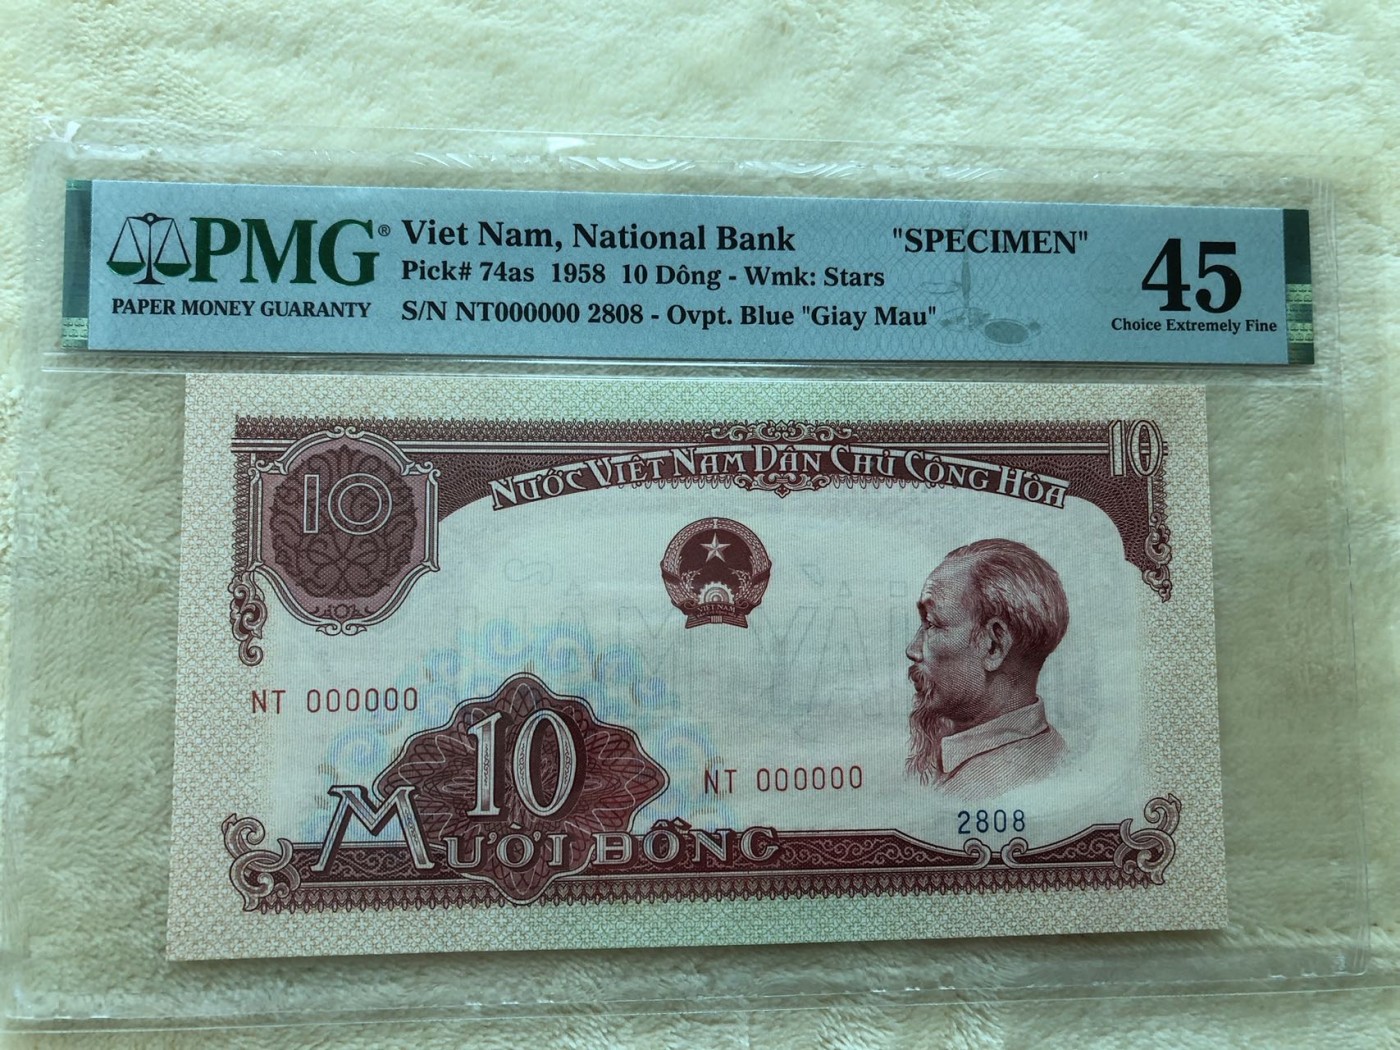 PMG® Viet Nam, National Bank "SPECIMEN" 45
Pick# 74as 1958 10 Dông - Wmk: Stars
PAPER MONEY GUARANTY S/N NT000000 2808 - Ovpt. Blue "Giay Mau" Choice Extremely Fine
10
10
NƯỚC VIỆT NAM DÂN CHỦ CỘNG HÒA
VIỆT NAM
NT 000000
10
NT 000000
2808
MƯỜI ĐỒNG